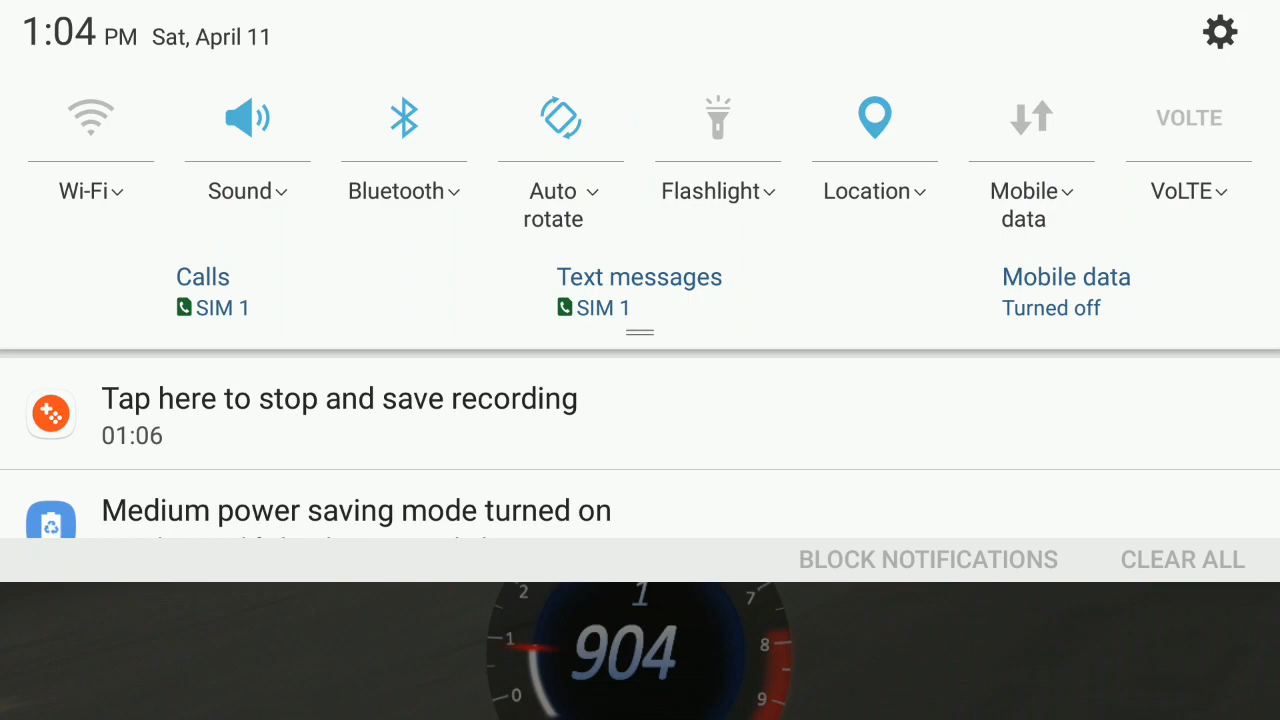 1:04 PM Sat, April 11
VOLTE
Wi-Fi Sound Bluetooth Auto rotate Flashlight Location Mobile data VoLTE
Calls Text messages Mobile data
SIM 1 SIM 1 Turned off
Tap here to stop and save recording
01:06
Medium power saving mode turned on
BLOCK NOTIFICATIONS CLEAR ALL
2 1 7
1 904 8
0 9